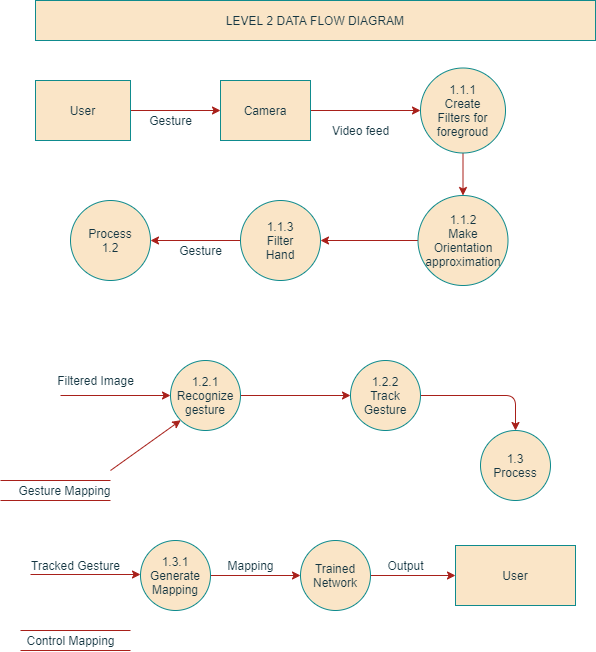 LEVEL 2 DATA FLOW DIAGRAM
User
Gesture
Camera
Video feed
1.1.1
Create
Filters for
foregroud
Process
1.2
Gesture
1.1.3
Filter
Hand
1.1.2
Make
Orientation
approximation
Filtered Image
1.2.1
Recognize
gesture
1.2.2
Track
Gesture
1.3
Process
Gesture Mapping
Tracked Gesture
1.3.1
Generate
Mapping
Mapping
Trained
Network
Output
User
Control Mapping